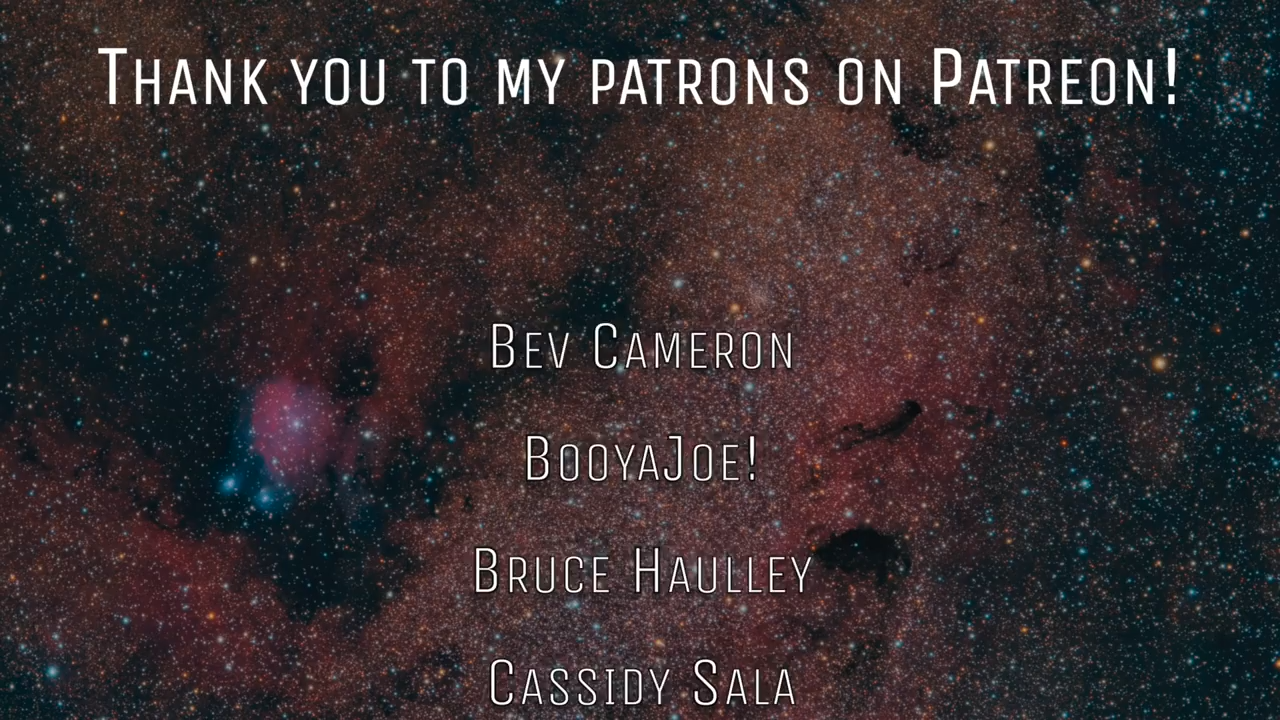 Thank you to my patrons on Patreon!
Bev Cameron
BooyaJoe!
Bruce Haulley
Cassidy Sala